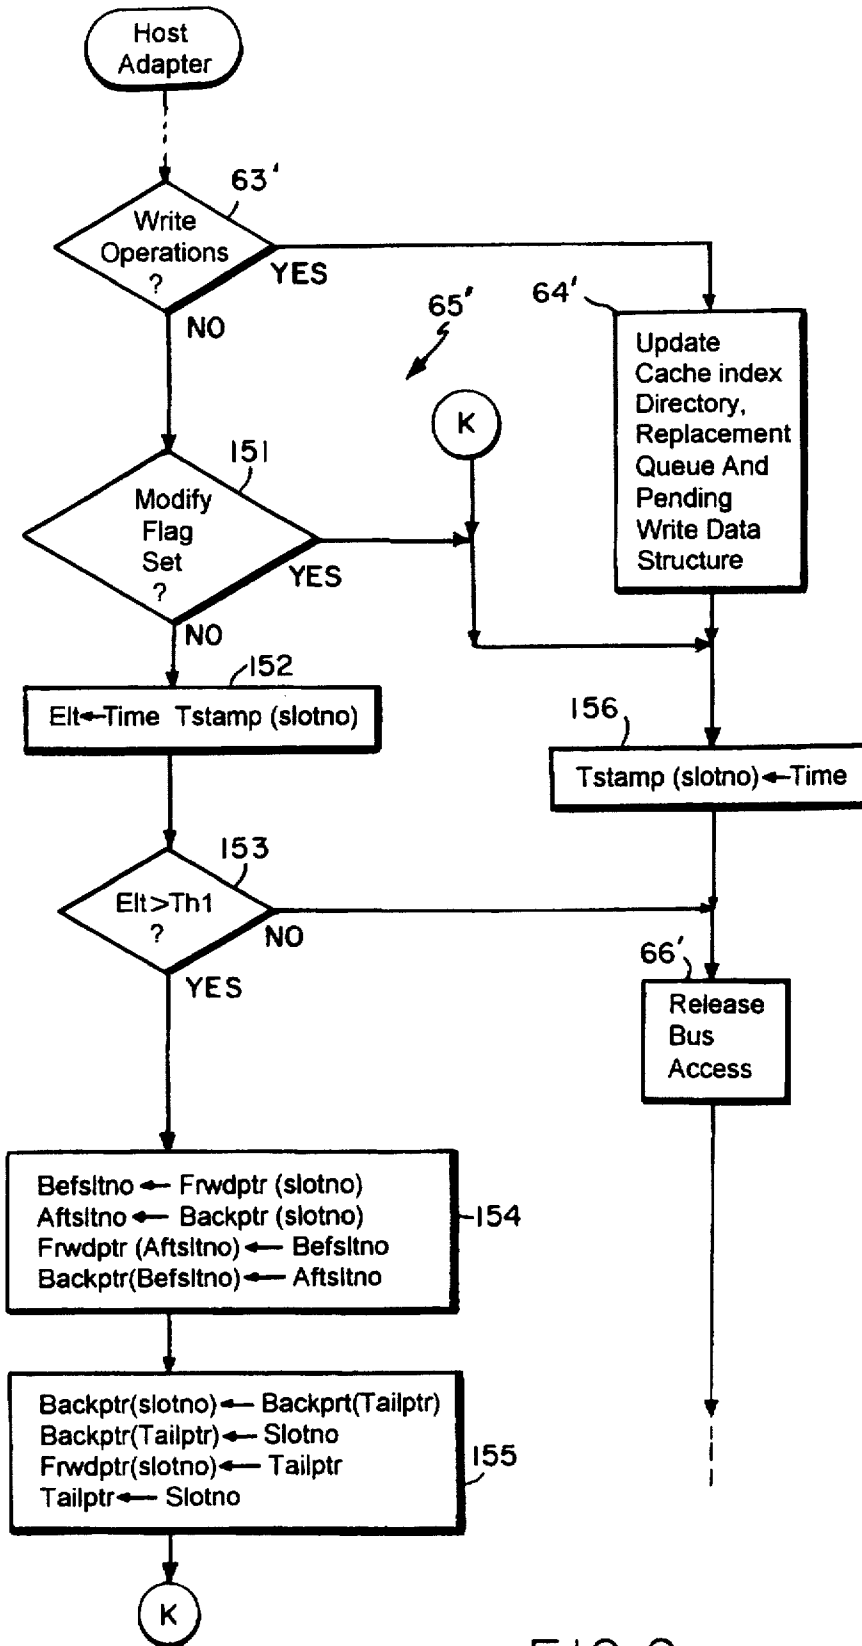 Host
Adapter
63'
Write
Operations
?
YES
NO
65"
64'
Update
Cache index
Directory,
Replacement
Queue And
Pending
Write Data
Structure
K
151
Modify
Flag
Set
?
YES
NO
152
Elt←Time Tstamp (slotno)
156
Tstamp (slotno)←Time
153
Elt>Th1
?
NO
YES
66'
Release
Bus
Access
Befsltno ← Frwdptr (slotno)
Aftsltno ← Backptr (slotno)
Frwdptr (Aftsltno) ← Befsltno
Backptr(Befsltno) ← Aftsltno
154
Backptr(slotno) ← Backprt(Tailptr)
Backptr(Tailptr) ← Slotno
Frwdptr(slotno) ← Tailptr
Tailptr ← Slotno
155
K